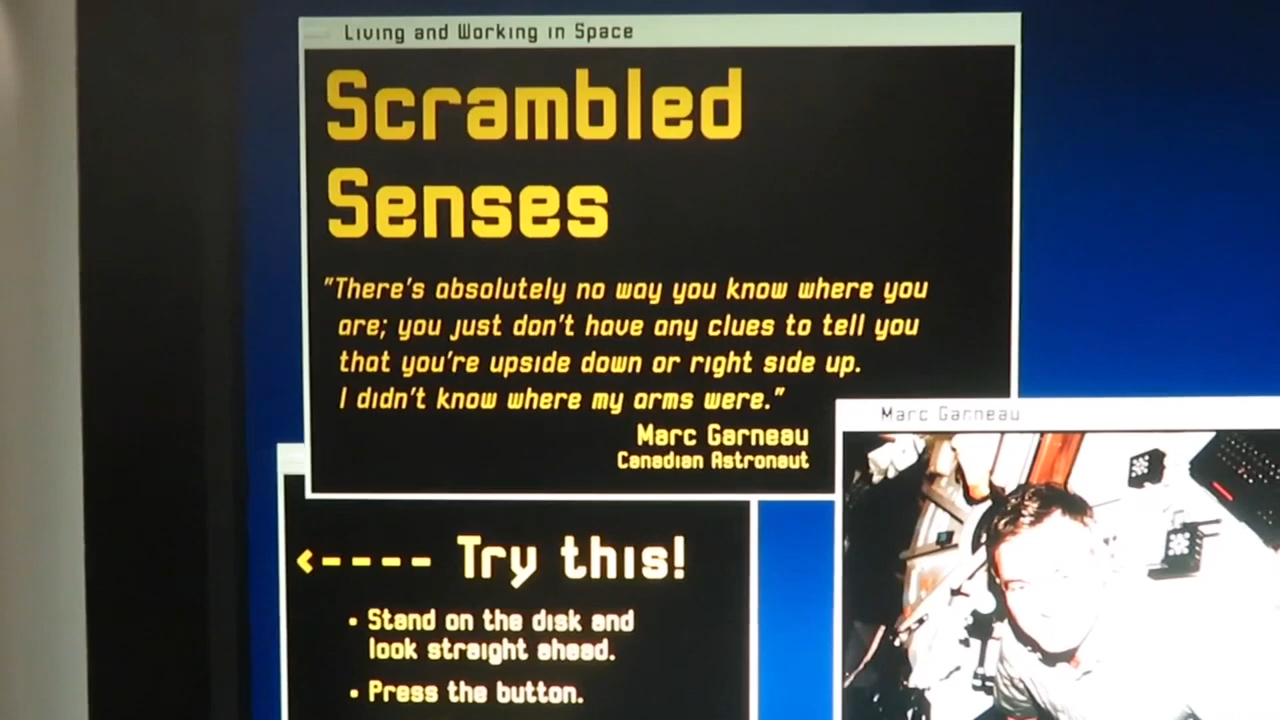 Living and Working in Space
Scrambled
Senses
"There's absolutely no way you know where you
are; you just don't have any clues to tell you
that you're upside down or right side up.
I didn't know where my arms were."
Marc Garneau
Canadian Astronaut
Marc Garneau
<---- Try this!
• Stand on the disk and
look straight ahead.
• Press the button.